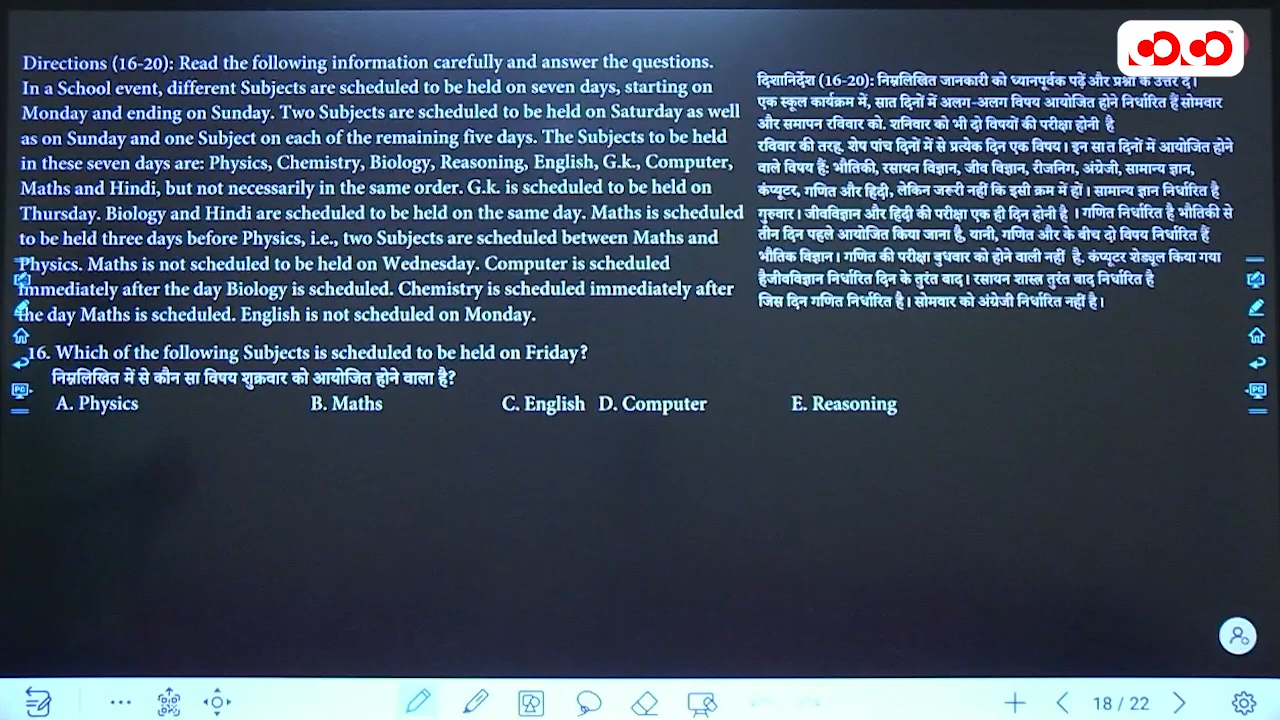 Directions (16-20): Read the following information carefully and answer the questions.
In a School event, different Subjects are scheduled to be held on seven days, starting on
Monday and ending on Sunday. Two Subjects are scheduled to be held on Saturday as well
as on Sunday and one Subject on each of the remaining five days. The Subjects to be held
in these seven days are: Physics, Chemistry, Biology, Reasoning, English, G.k., Computer,
Maths and Hindi, but not necessarily in the same order. G.k. is scheduled to be held on
Thursday. Biology and Hindi are scheduled to be held on the same day. Maths is scheduled
to be held three days before Physics, i.e., two Subjects are scheduled between Maths and
Physics. Maths is not scheduled to be held on Wednesday. Computer is scheduled
immediately after the day Biology is scheduled. Chemistry is scheduled immediately after
the day Maths is scheduled. English is not scheduled on Monday.
दिशानिर्देश (16-20): निम्नलिखित जानकारी को ध्यानपूर्वक पढ़ें और प्रश्नों के उत्तर दें।
एक स्कूल कार्यक्रम में, सात दिनों में अलग-अलग विषय आयोजित होने निर्धारित हैं सोमवार
और समापन रविवार को. शनिवार को भी दो विषयों की परीक्षा होनी है
रविवार की तरह, शेष पांच दिनों में से प्रत्येक दिन एक विषय। इन सात दिनों में आयोजित होने
वाले विषय हैं: भौतिकी, रसायन विज्ञान, जीव विज्ञान, रीजनिग, अंग्रेजी, सामान्य ज्ञान,
कंप्यूटर, गणित और हिंदी, लेकिन जरूरी नहीं कि इसी क्रम में हों। सामान्य ज्ञान निर्धारित है
गुरुवार। जीवविज्ञान और हिंदी की परीक्षा एक ही दिन होनी है । गणित निर्धारित है भौतिकी से
तीन दिन पहले आयोजित किया जाना है, यानी, गणित और के बीच दो विषय निर्धारित हैं
भौतिक विज्ञान। गणित की परीक्षा बुधवार को होने वाली नहीं है. कंप्यूटर शेड्यूल किया गया
हैजीवविज्ञान निर्धारित दिन के तुरंत बाद। रसायन शास्त्र तुरंत बाद निर्धारित है
जिस दिन गणित निर्धारित है।। सोमवार को अंग्रेजी निर्धारित नहीं है।
16. Which of the following Subjects is scheduled to be held on Friday?
निम्नलिखित में से कौन सा विषय शुक्रवार को आयोजित होने वाला है?
A. Physics B. Maths C. English D. Computer E. Reasoning
18 / 22